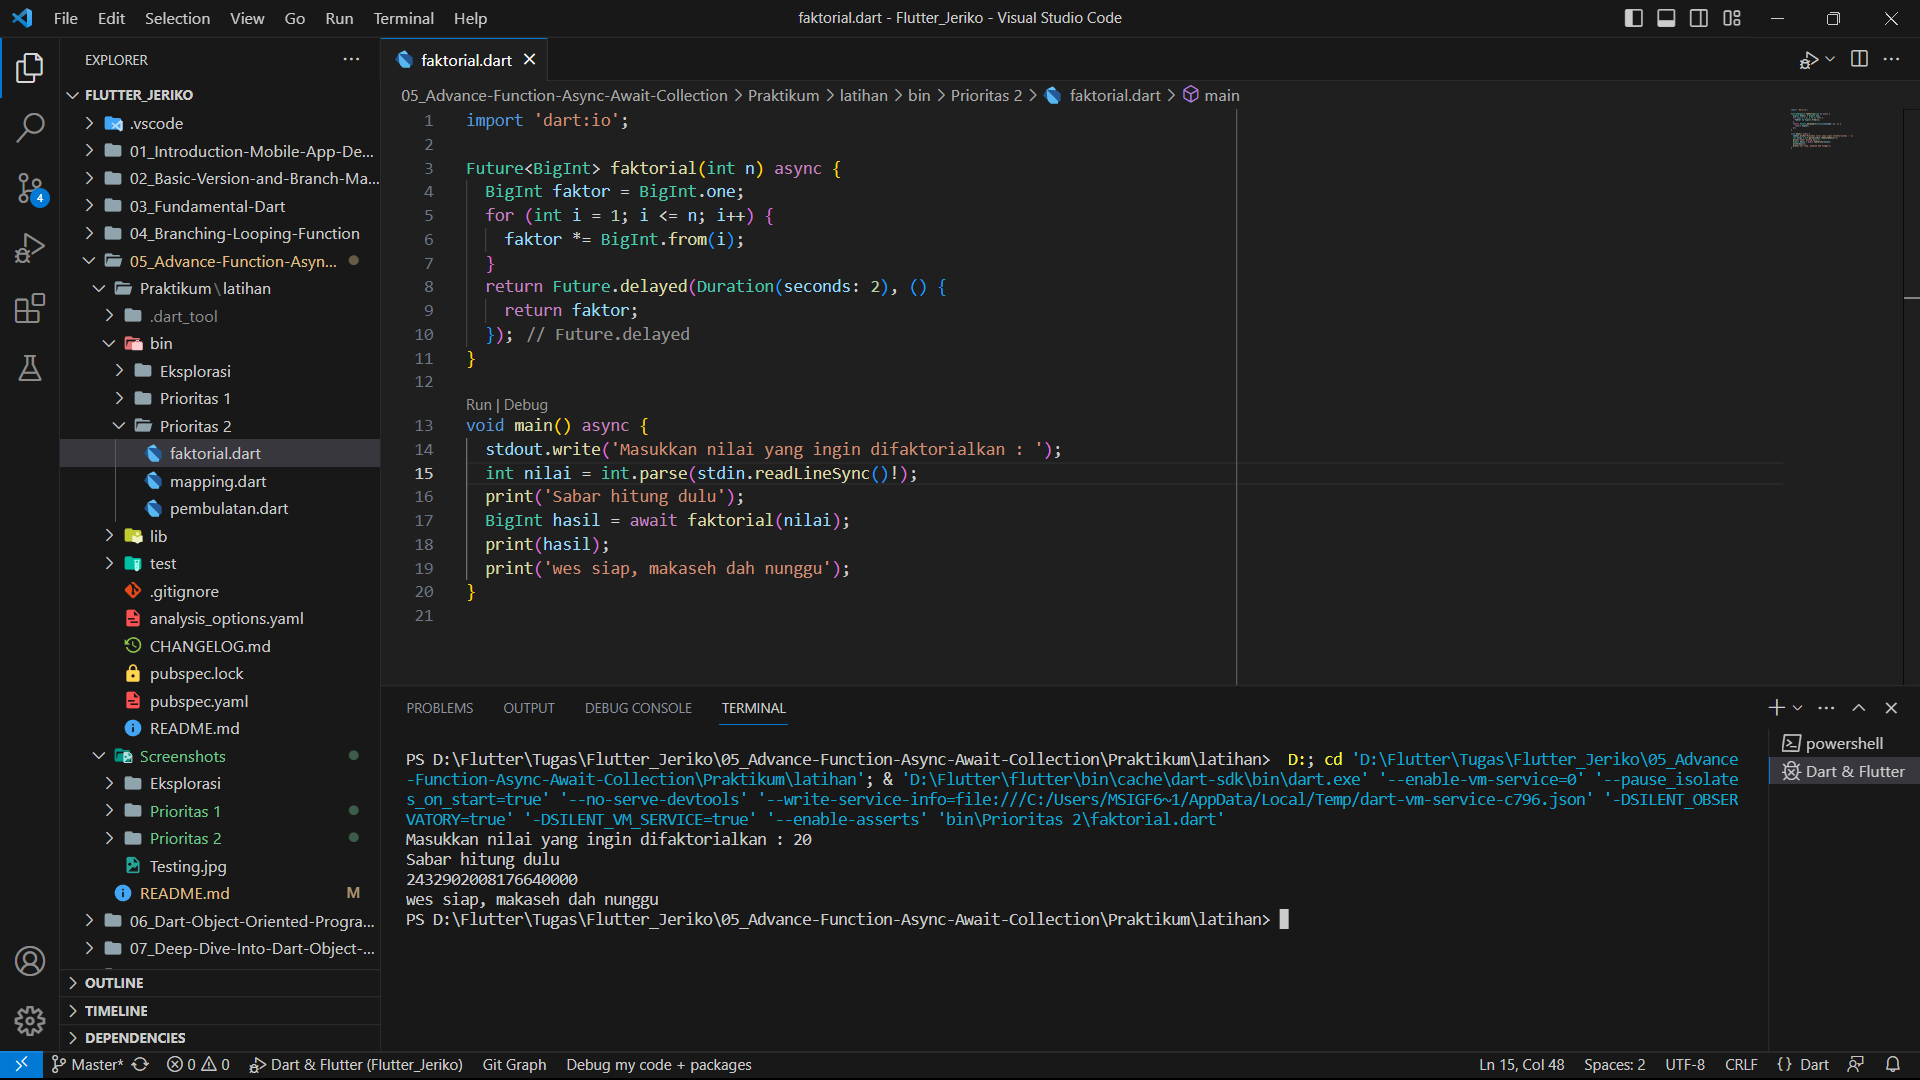 File Edit Selection View Go Run Terminal Help
faktorial.dart - Flutter_Jeriko - Visual Studio Code
EXPLORER
FLUTTER_JERIKO
.vscode
01_Introduction-Mobile-App-De...
02_Basic-Version-and-Branch-Ma...
03_Fundamental-Dart
04_Branching-Looping-Function
05_Advance-Function-Asyn...
Praktikum\latihan
.dart_tool
bin
Eksplorasi
Prioritas 1
Prioritas 2
faktorial.dart
mapping.dart
pembulatan.dart
lib
test
.gitignore
analysis_options.yaml
CHANGELOG.md
pubspec.lock
pubspec.yaml
README.md
Screenshots
Eksplorasi
Prioritas 1
Prioritas 2
Testing.jpg
README.md M
06_Dart-Object-Oriented-Progra...
07_Deep-Dive-Into-Dart-Object-...
OUTLINE
TIMELINE
DEPENDENCIES
4
faktorial.dart
05_Advance-Function-Async-Await-Collection > Praktikum > latihan > bin > Prioritas 2 > faktorial.dart > main
1 import 'dart:io';
2
3 Future<BigInt> faktorial(int n) async {
4 BigInt faktor = BigInt.one;
5 for (int i = 1; i <= n; i++) {
6 faktor *= BigInt.from(i);
7 }
8 return Future.delayed(Duration(seconds: 2), () {
9 return faktor;
10 }); // Future.delayed
11 }
12
Run | Debug
13 void main() async {
14 stdout.write('Masukkan nilai yang ingin difaktorialkan : ');
15 int nilai = int.parse(stdin.readLineSync()!);
16 print('Sabar hitung dulu');
17 BigInt hasil = await faktorial(nilai);
18 print(hasil);
19 print('wes siap, makaseh dah nunggu');
20 }
21
PROBLEMS OUTPUT DEBUG CONSOLE TERMINAL
PS D:\Flutter\Tugas\Flutter_Jeriko\05_Advance-Function-Async-Await-Collection\Praktikum\latihan>  D:; cd 'D:\Flutter\Tugas\Flutter_Jeriko\05_Advance
-Function-Async-Await-Collection\Praktikum\latihan'; & 'D:\Flutter\flutter\bin\cache\dart-sdk\bin\dart.exe' '--enable-vm-service=0' '--pause_isolate
s_on_start=true' '--no-serve-devtools' '--write-service-info=file:///C:/Users/MSIGF6~1/AppData/Local/Temp/dart-vm-service-c796.json' '-DSILENT_OBSER
VATORY=true' '-DSILENT_VM_SERVICE=true' '--enable-asserts' 'bin\Prioritas 2\faktorial.dart'
Masukkan nilai yang ingin difaktorialkan : 20
Sabar hitung dulu
2432902008176640000
wes siap, makaseh dah nunggu
PS D:\Flutter\Tugas\Flutter_Jeriko\05_Advance-Function-Async-Await-Collection\Praktikum\latihan>
powershell
Dart & Flutter
Master* 0 0 Dart & Flutter (Flutter_Jeriko) Git Graph Debug my code + packages
Ln 15, Col 48 Spaces: 2 UTF-8 CRLF {} Dart